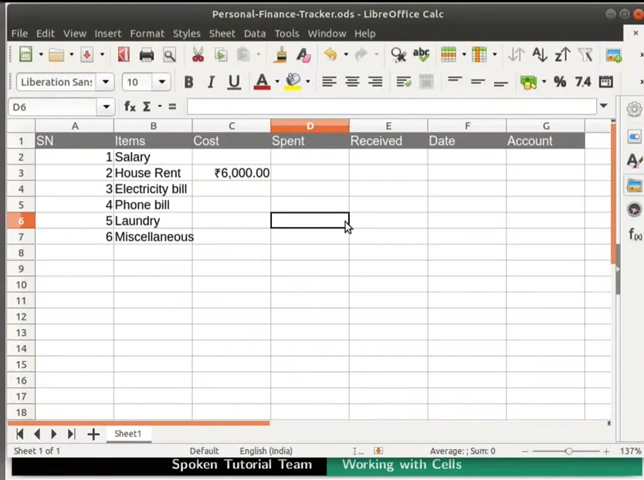 Personal-Finance-Tracker.ods - LibreOffice Calc
File Edit View Insert Format Styles Sheet Data Tools Window Help
Liberation Sans 10
D6
A B C D E F G
1 SN Items Cost Spent Received Date Account
2 1 Salary
3 2 House Rent ₹6,000.00
4 3 Electricity bill
5 4 Phone bill
6 5 Laundry
7 6 Miscellaneous
8
9
10
11
12
13
14
15
16
17
18
Sheet1
Sheet 1 of 1 Default English (India) Average: ; Sum: 0 137%
Spoken Tutorial Team Working with Cells